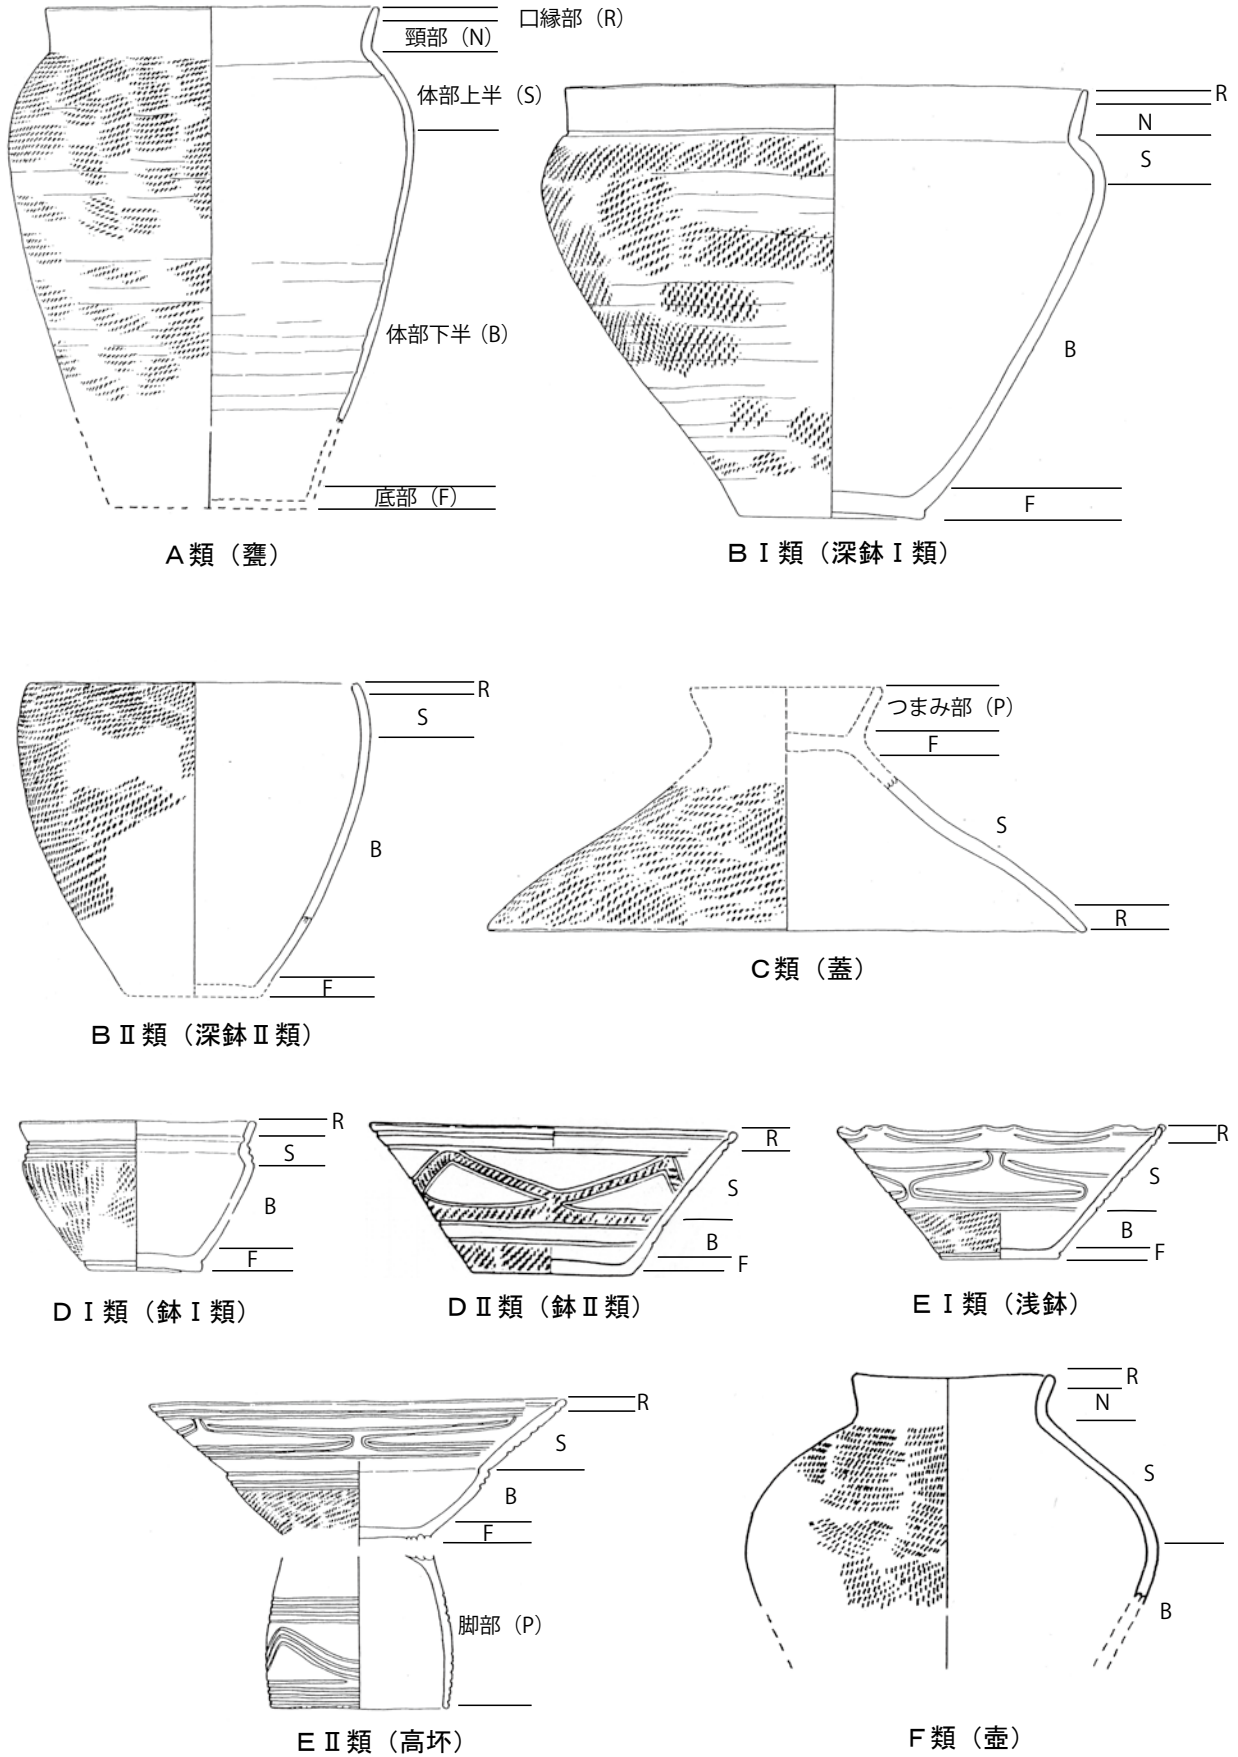 口縁部（R）
頸部（N）
体部上半（S）
体部下半（B）
底部（F）
A類（甕）
R
N
S
B
F
BⅠ類（深鉢Ⅰ類）
R
S
B
F
BⅡ類（深鉢Ⅱ類）
つまみ部（P）
F
S
R
C類（蓋）
R
S
B
F
DⅠ類（鉢Ⅰ類）
R
S
B
F
DⅡ類（鉢Ⅱ類）
R
S
B
F
EⅠ類（浅鉢）
R
S
B
F
脚部（P）
EⅡ類（高坏）
R
N
S
B
F類（壺）